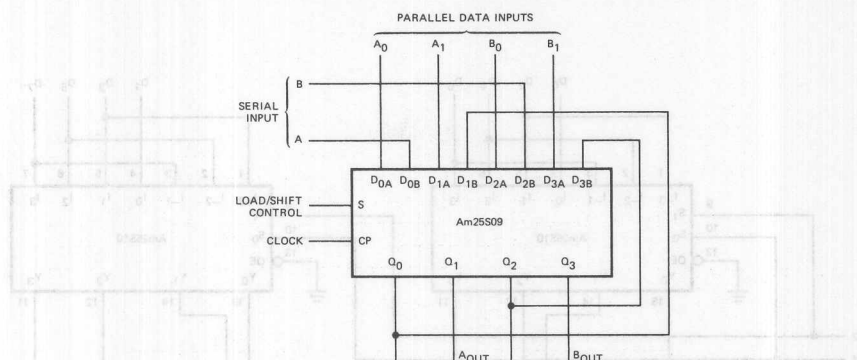 PARALLEL DATA INPUTS
A0 A1 B0 B1
B
SERIAL
INPUT
A
D0A D0B D1A D1B D2A D2B D3A D3B
LOAD/SHIFT
CONTROL
S
Am25S09
CLOCK
CP
Q0 Q1 Q2 Q3
AOUT BOUT